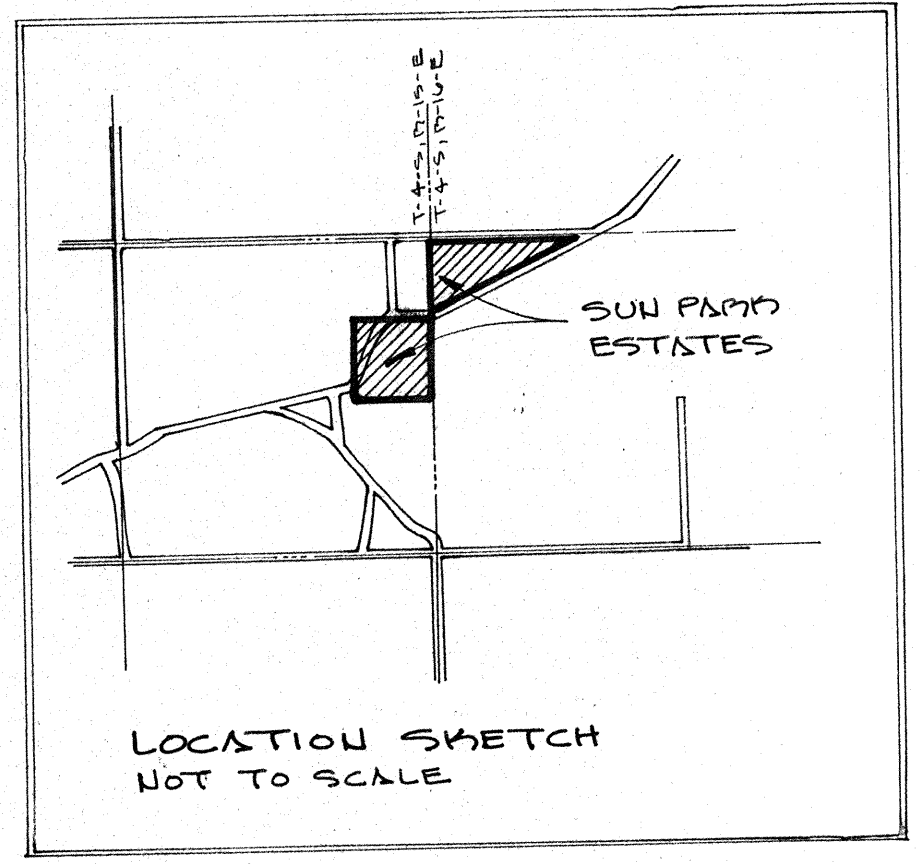 T-4-S, R-15-E
T-4-S, R-16-E
SUN PARK
ESTATES
LOCATION SKETCH
NOT TO SCALE